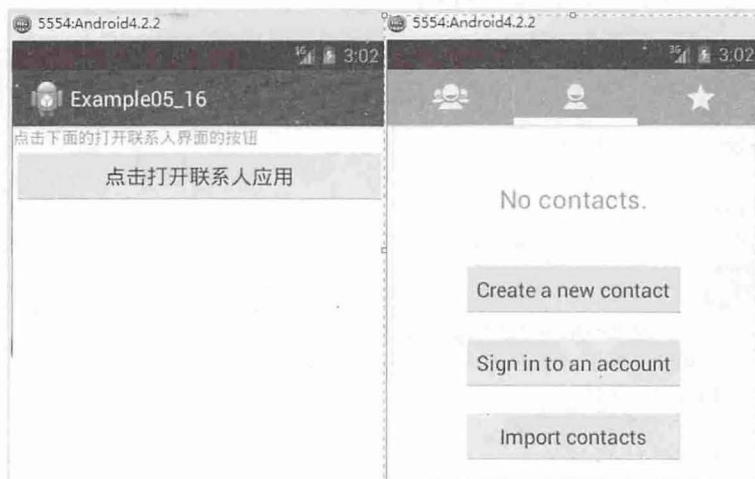 5554:Android4.2.2
3G 3:02
Example05_16
点击下面的打开联系人界面的按钮
点击打开联系人应用
5554:Android4.2.2
3G 3:02
No contacts.
Create a new contact
Sign in to an account
Import contacts